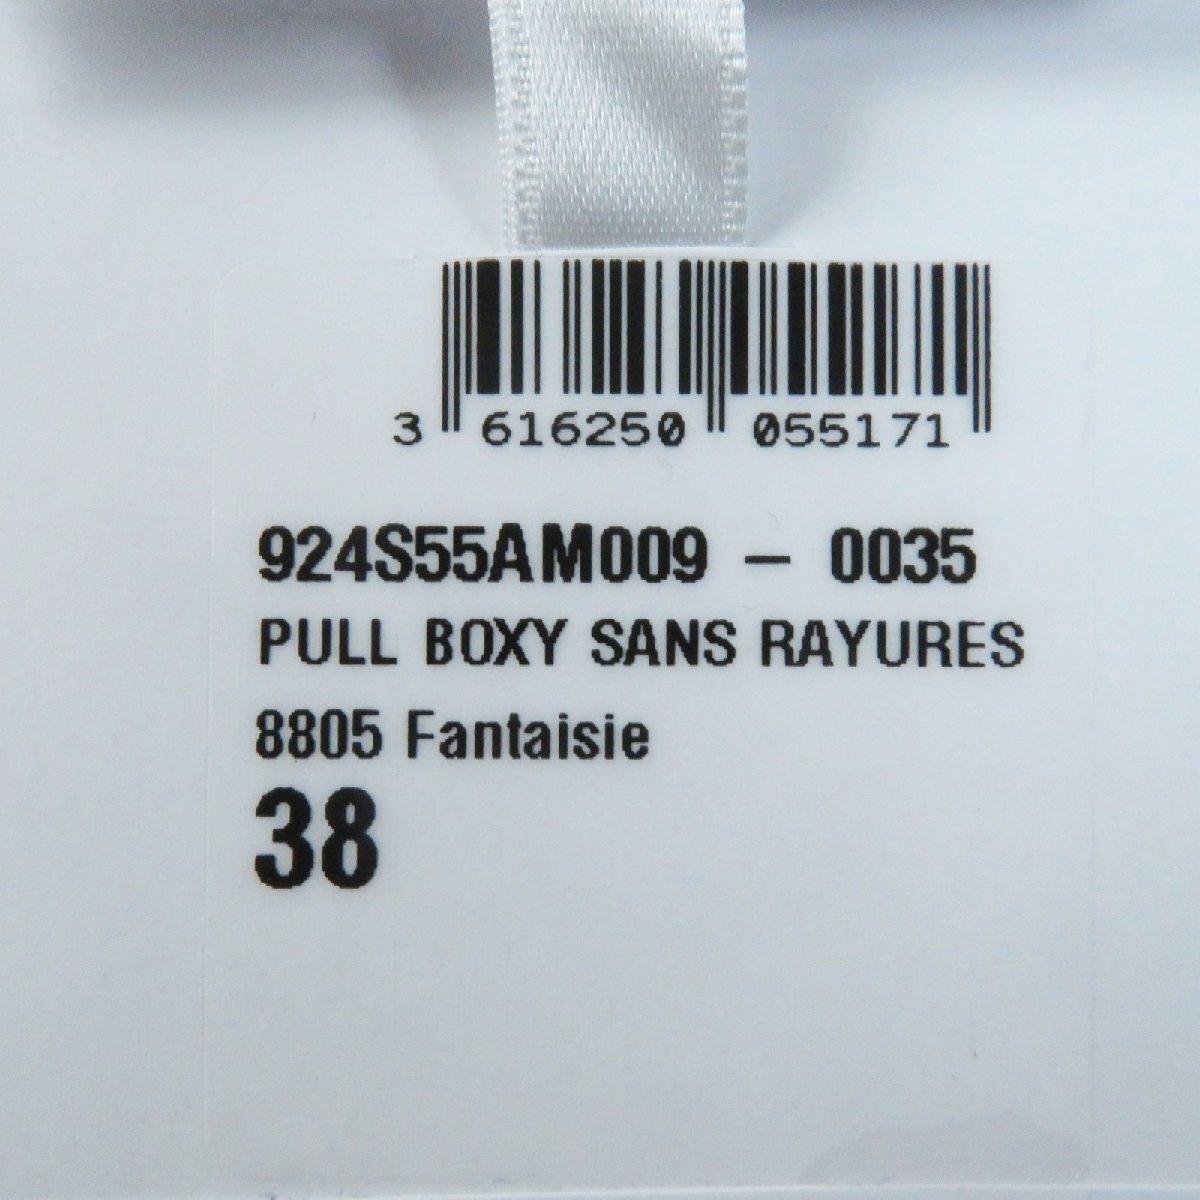 3 616250 055171
924S55AM009 – 0035
PULL BOXY SANS RAYURES
8805 Fantaisie
38